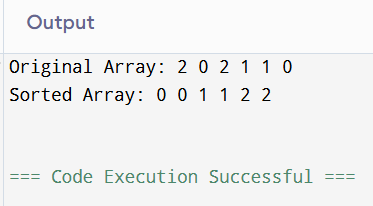 Output
Original Array: 2 0 2 1 1 0
Sorted Array: 0 0 1 1 2 2
=== Code Execution Successful ===